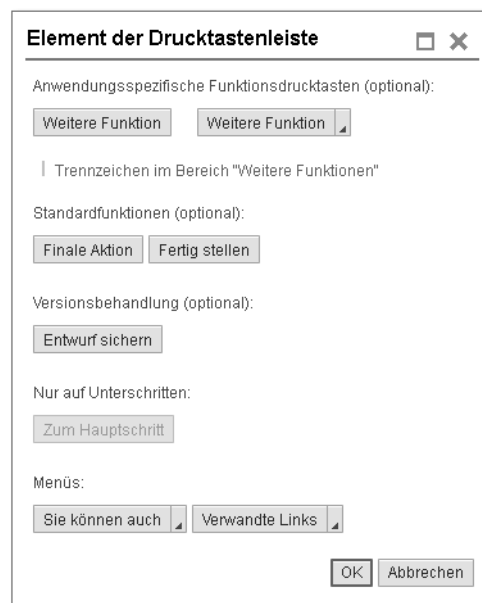 Element der Drucktastenleiste
Anwendungsspezifische Funktionsdrucktasten (optional):
Weitere Funktion Weitere Funktion
Trennzeichen im Bereich "Weitere Funktionen"
Standardfunktionen (optional):
Finale Aktion Fertig stellen
Versionsbehandlung (optional):
Entwurf sichern
Nur auf Unterschritten:
Zum Hauptschritt
Menüs:
Sie können auch Verwandte Links
OK Abbrechen